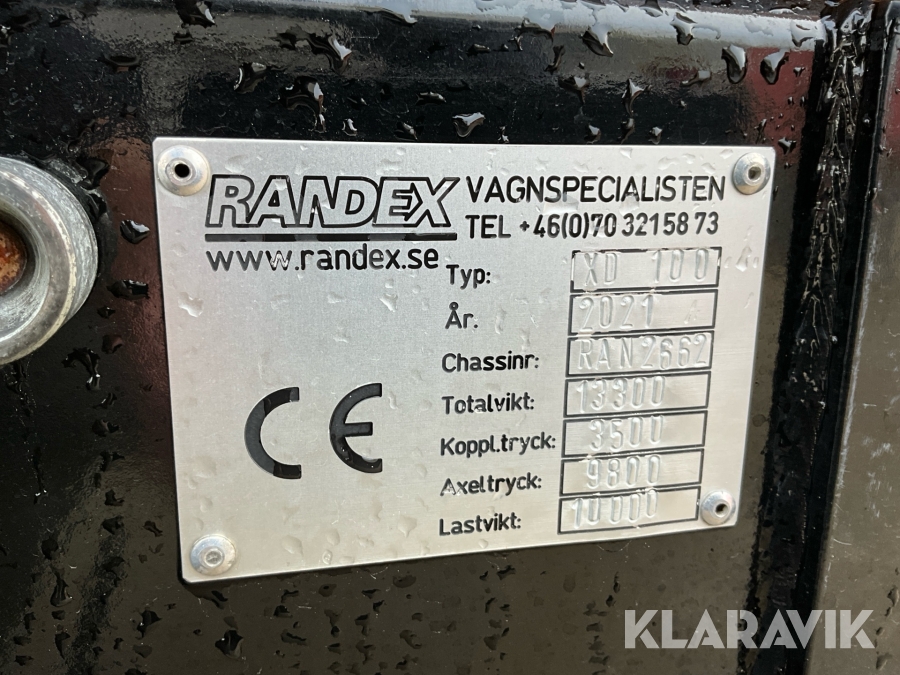 RANDEX VAGNSPECIALISTEN
TEL +46(0)70 321 58 73
www.randex.se
Typ: XD 100
År. 2021
Chassinr: RAN2662
Totalvikt: 13300
Koppl.tryck: 3500
Axeltryck: 9800
Lastvikt: 10000
CE
KLARAVIK